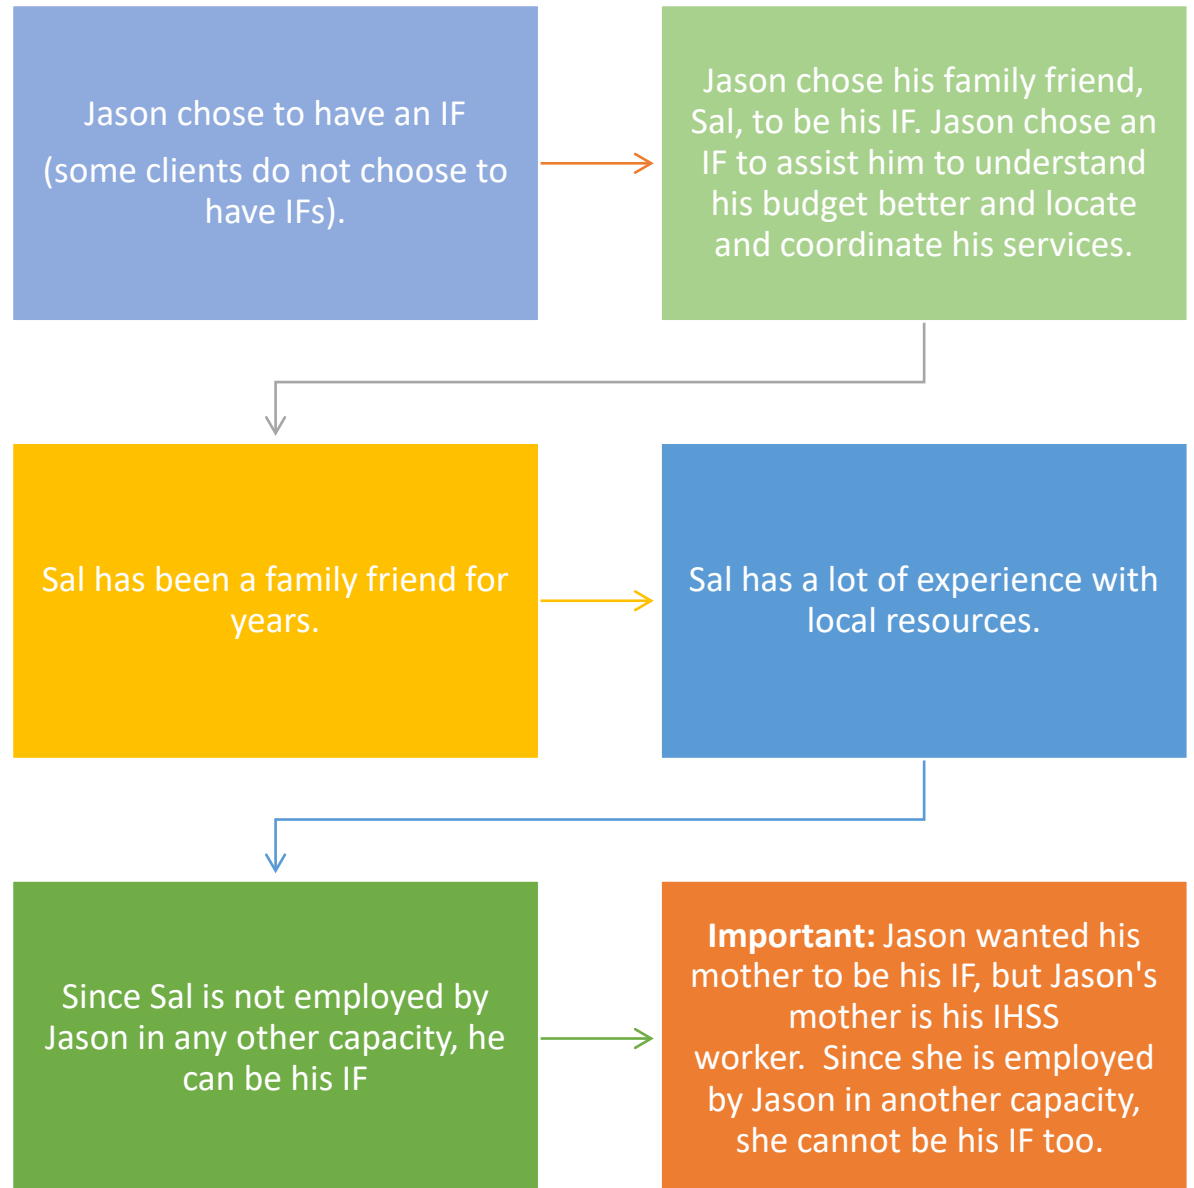 Jason chose to have an IF
(some clients do not choose to
have IFs).
Jason chose his family friend,
Sal, to be his IF. Jason chose an
IF to assist him to understand
his budget better and locate
and coordinate his services.
Sal has been a family friend for
years.
Sal has a lot of experience with
local resources.
Since Sal is not employed by
Jason in any other capacity, he
can be his IF
Important: Jason wanted his
mother to be his IF, but Jason's
mother is his IHSS
worker.  Since she is employed
by Jason in another capacity,
she cannot be his IF too.